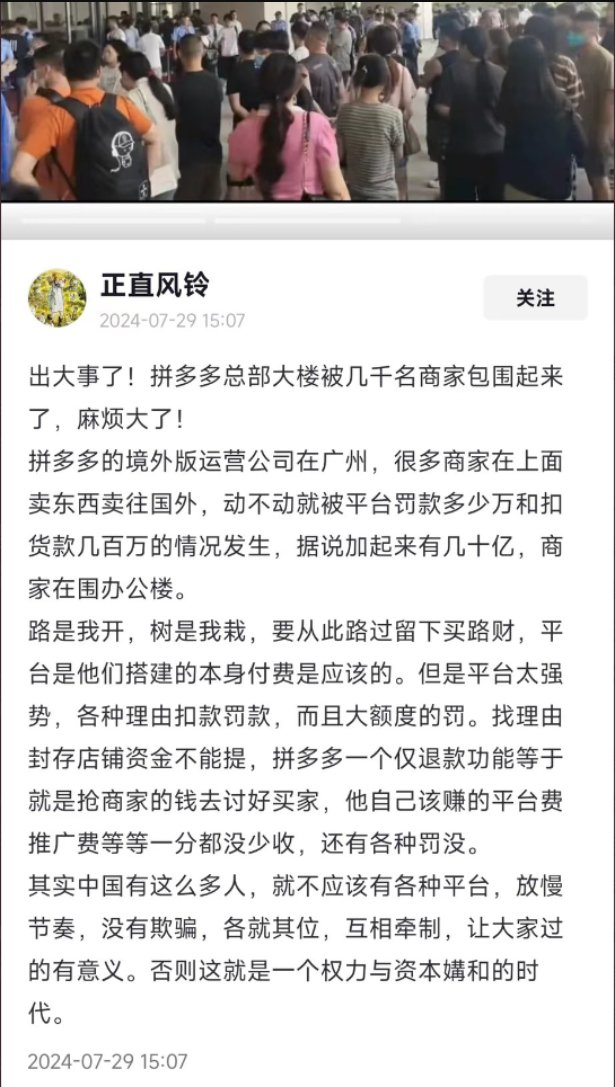 正直风铃
2024-07-29 15:07
关注
出大事了！拼多多总部大楼被几千名商家包围起来
了，麻烦大了！
拼多多的境外版运营公司在广州，很多商家在上面
卖东西卖往国外，动不动就被平台罚款多少万和扣
货款几百万的情况发生，据说加起来有几十亿，商
家在围办公楼。
路是我开，树是我栽，要从此路过留下买路财，平
台是他们搭建的本身付费是应该的。但是平台太强
势，各种理由扣款罚款，而且大额度的罚。找理由
封存店铺资金不能提，拼多多一个仅退款功能等于
就是抢商家的钱去讨好买家，他自己该赚的平台费
推广费等等一分都没少收，还有各种罚没。
其实中国有这么多人，就不应该有各种平台，放慢
节奏，没有欺骗，各就其位，互相牵制，让大家过
的有意义。否则这就是一个权力与资本媾和的时
代。
2024-07-29 15:07